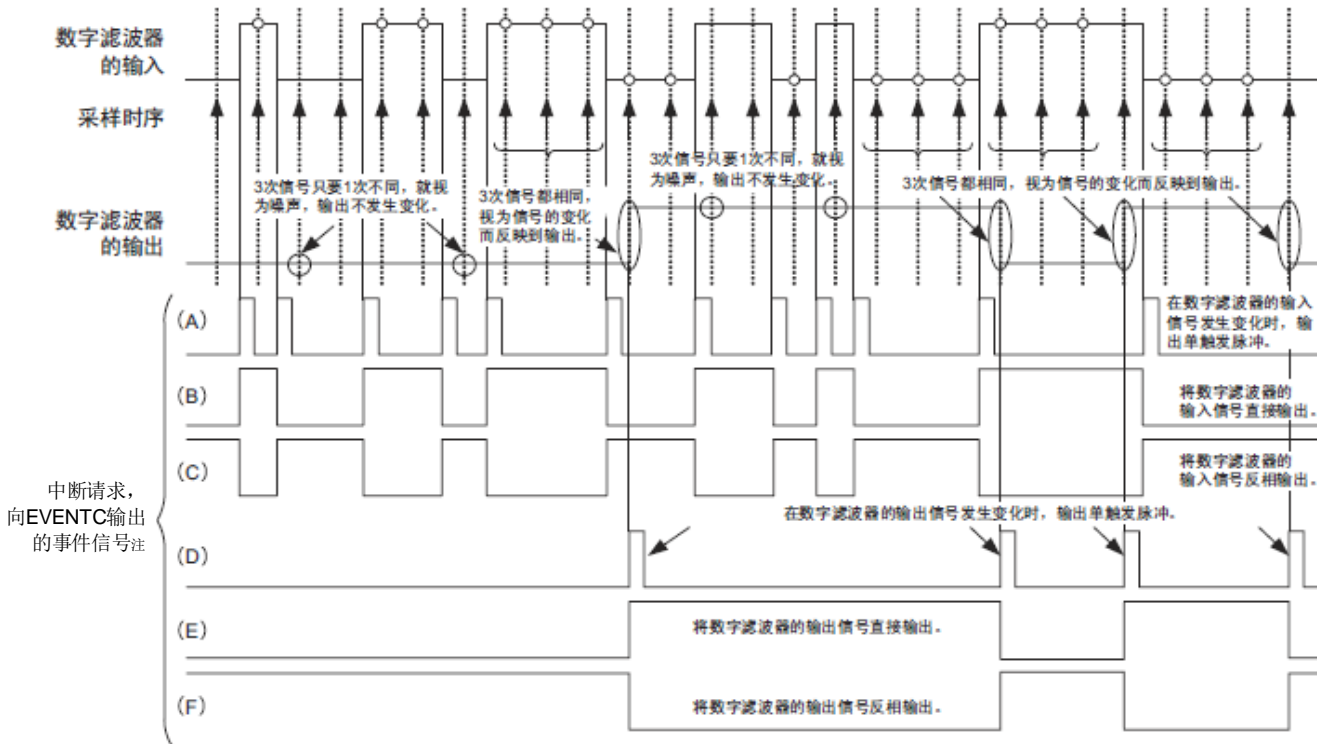 数字滤波器
的输入
采样时序
3次信号只要1次不同，就视
为噪声，输出不发生变化。
3次信号都相同，
视为信号的变化
而反映到输出。
3次信号只要1次不同，就视
为噪声，输出不发生变化。
3次信号都相同，视为信号的变化而反映到输出。
数字滤波器
的输出
中断请求，
向EVENTC输出
的事件信号注
(A)
在数字滤波器的输入
信号发生变化时，输
出单触发脉冲。
(B)
将数字滤波器的
输入信号直接输出。
(C)
将数字滤波器的
输入信号反相输出。
在数字滤波器的输出信号发生变化时，输出单触发脉冲。
(D)
(E)
将数字滤波器的输出信号直接输出。
(F)
将数字滤波器的输出信号反相输出。